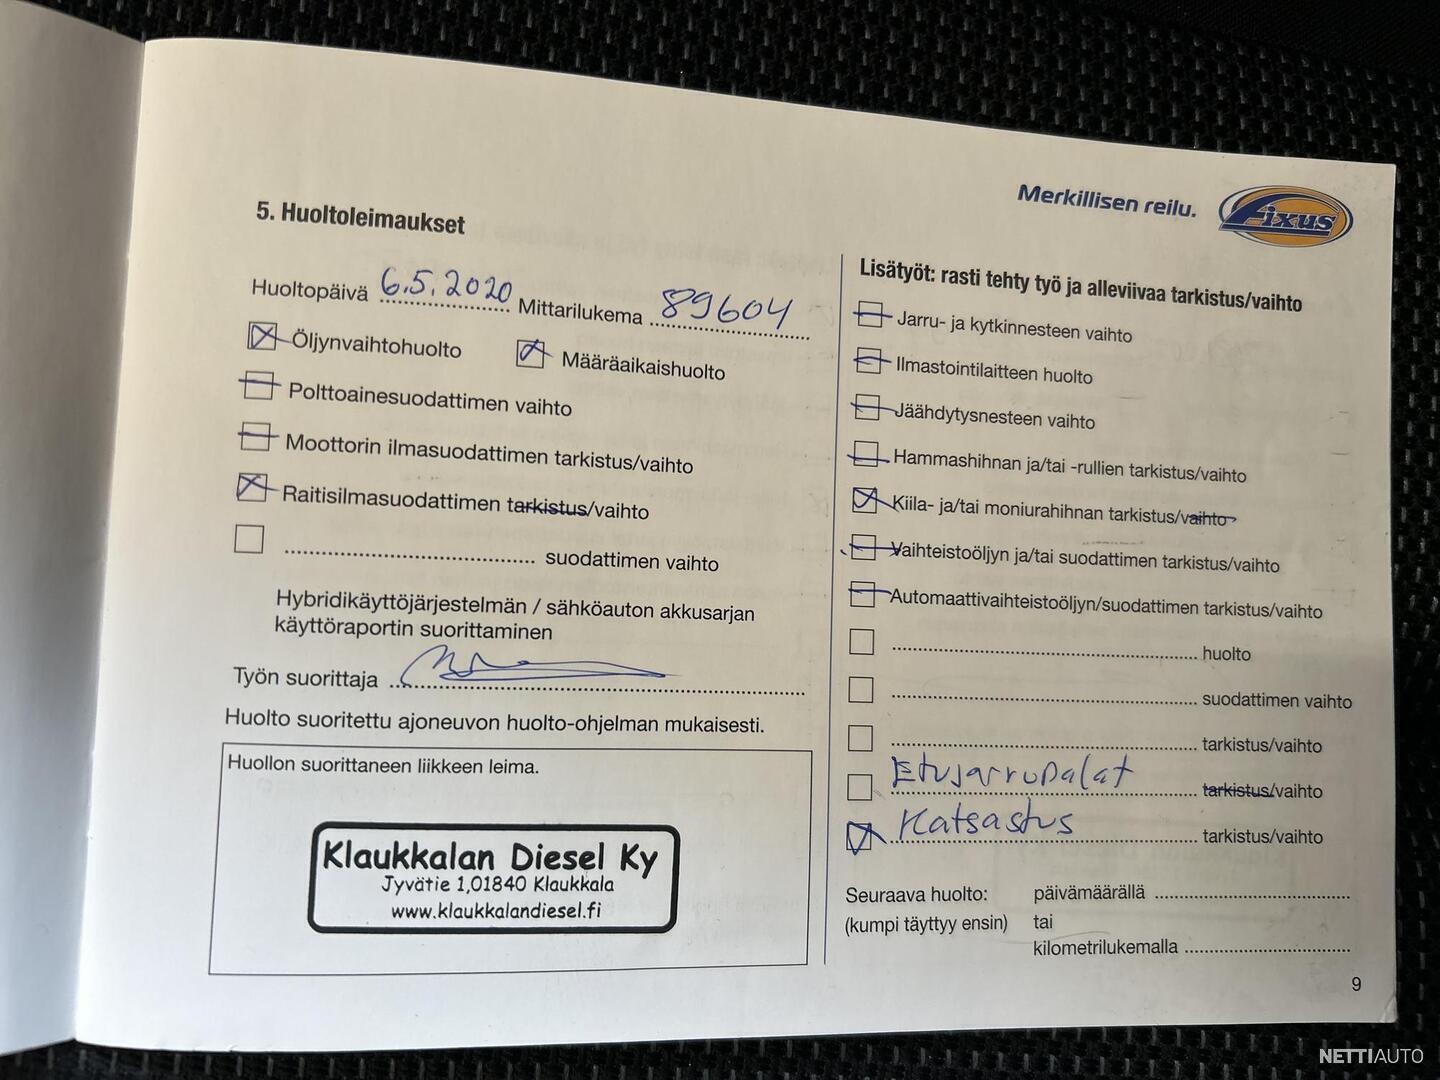 Merkillisen reilu. Fixus
5. Huoltoleimaukset
Huoltopäivä 6.5.2020 Mittarilukema 89604
Öljynvaihtohuolto Määräaikaishuolto
Polttoainesuodattimen vaihto
Moottorin ilmasuodattimen tarkistus/vaihto
Raitisilmasuodattimen tarkistus/vaihto
suodattimen vaihto
Hybridikäyttöjärjestelmän / sähköauton akkusarjan
käyttöraportin suorittaminen
Työn suorittaja
Huolto suoritettu ajoneuvon huolto-ohjelman mukaisesti.
Huollon suorittaneen liikkeen leima.
Klaukkalan Diesel Ky
Jyvätie 1,01840 Klaukkala
www.klaukkalandiesel.fi
Lisätyöt: rasti tehty työ ja alleviivaa tarkistus/vaihto
Jarru- ja kytkinnesteen vaihto
Ilmastointilaitteen huolto
Jäähdytysnesteen vaihto
Hammashihnan ja/tai -rullien tarkistus/vaihto
Kiila- ja/tai moniurahihnan tarkistus/vaihto
Vaihteistoöljyn ja/tai suodattimen tarkistus/vaihto
Automaattivaihteistoöljyn/suodattimen tarkistus/vaihto
huolto
suodattimen vaihto
tarkistus/vaihto
Etujarrupalat tarkistus/vaihto
Katsastus tarkistus/vaihto
Seuraava huolto: päivämäärällä
(kumpi täyttyy ensin) tai
kilometrilukemalla
9
NETTIAUTO